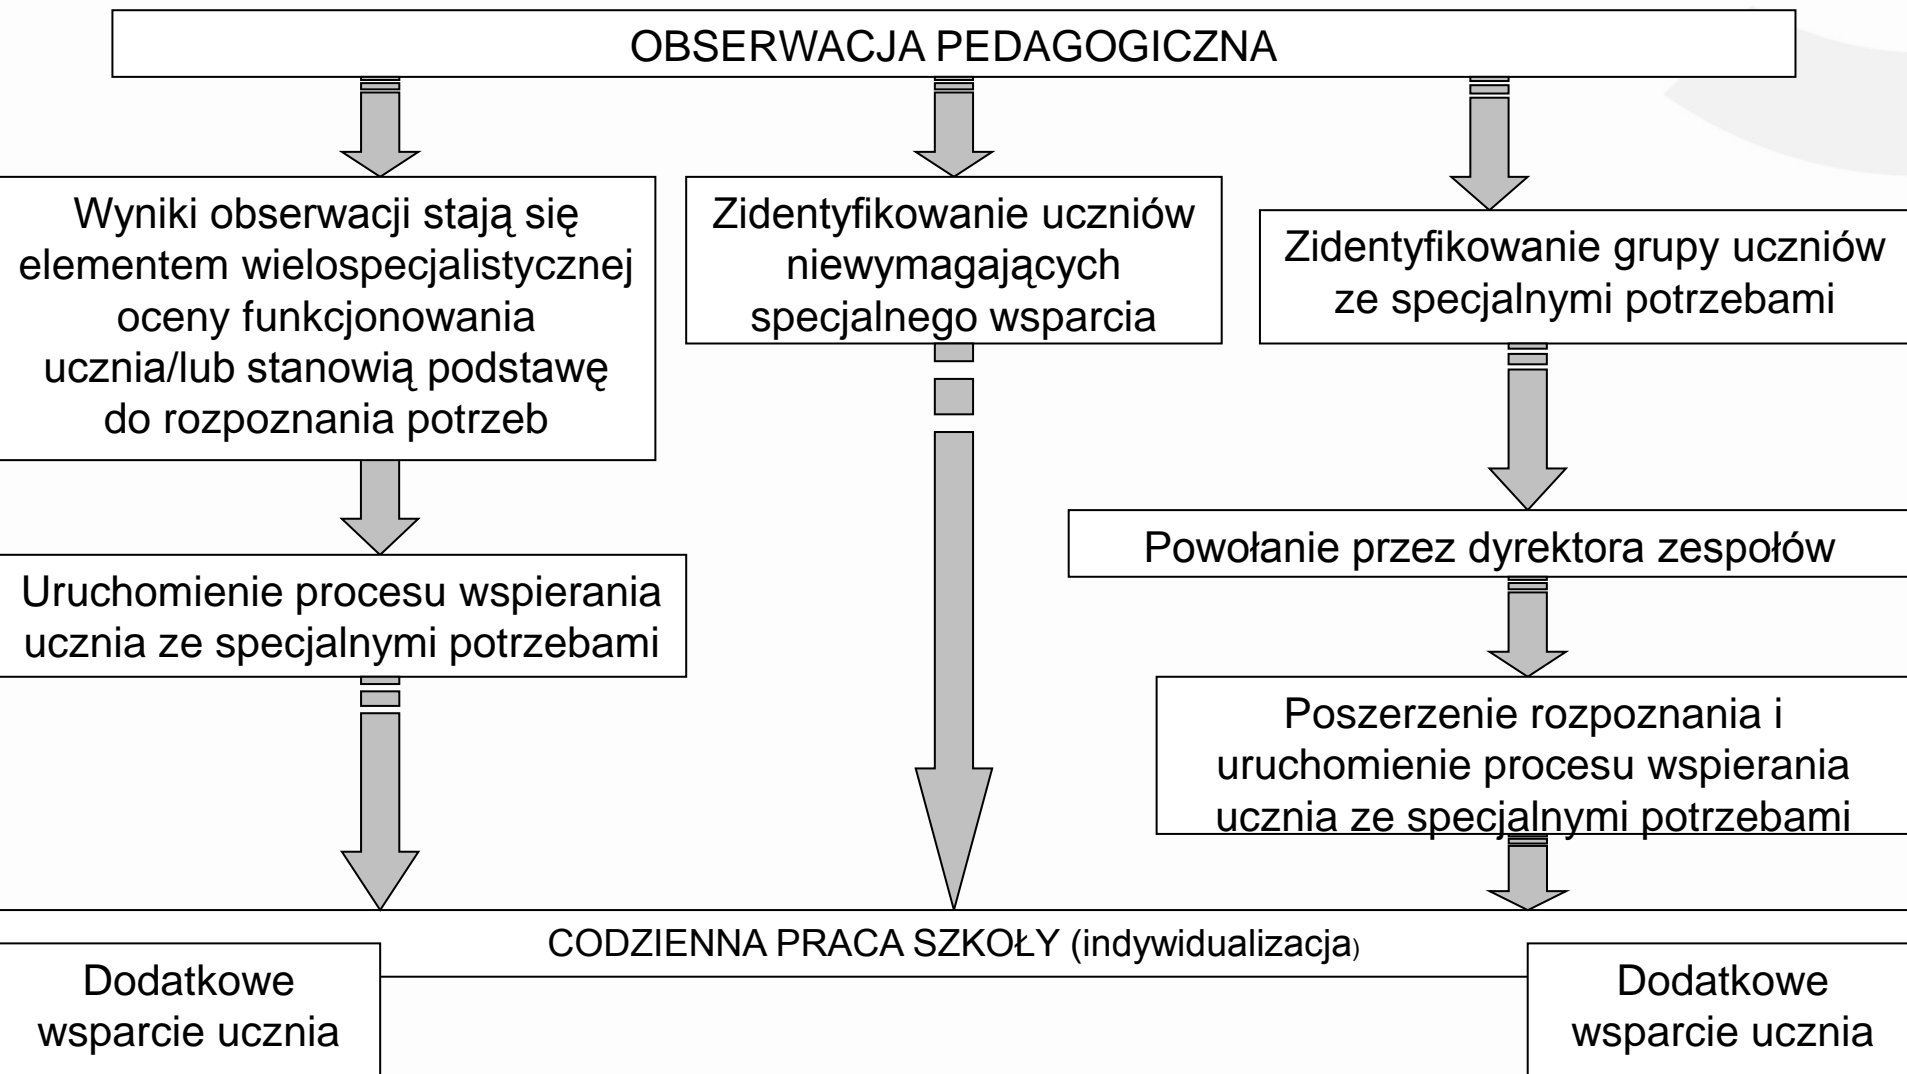 OBSERWACJA PEDAGOGICZNA
Wyniki obserwacji stają się
elementem wielospecjalistycznej
oceny funkcjonowania
ucznia/lub stanowią podstawę
do rozpoznania potrzeb
Zidentyfikowanie uczniów
niewymagających
specjalnego wsparcia
Zidentyfikowanie grupy uczniów
ze specjalnymi potrzebami
Powołanie przez dyrektora zespołów
Uruchomienie procesu wspierania
ucznia ze specjalnymi potrzebami
Poszerzenie rozpoznania i
uruchomienie procesu wspierania
ucznia ze specjalnymi potrzebami
CODZIENNA PRACA SZKOŁY (indywidualizacja)
Dodatkowe
wsparcie ucznia
Dodatkowe
wsparcie ucznia